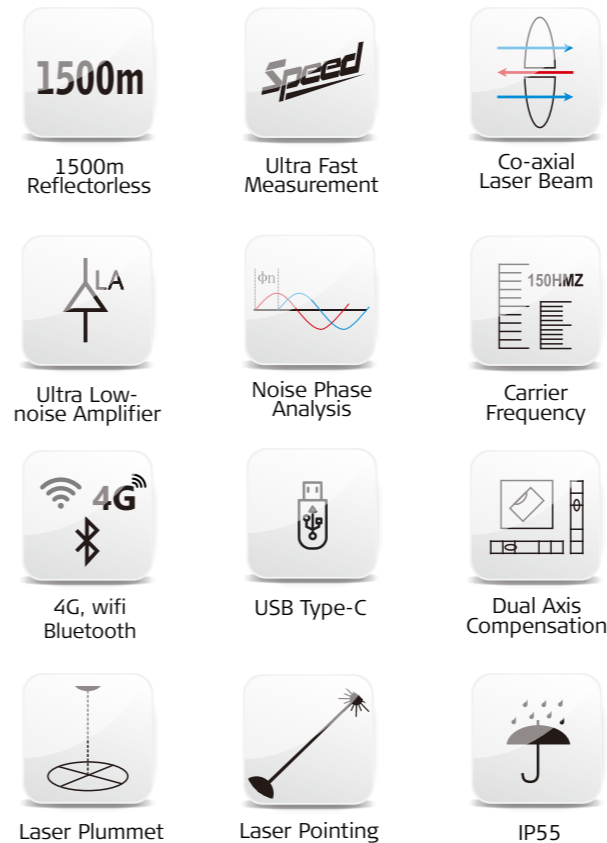 1500m
1500m
Reflectorless
Speed
Ultra Fast
Measurement
Co-axial
Laser Beam
LA
Ultra Low-
noise Amplifier
ϕn
Noise Phase
Analysis
150HMZ
Carrier
Frequency
4G
4G, wifi
Bluetooth
USB Type-C
Dual Axis
Compensation
Laser Plummet
Laser Pointing
IP55